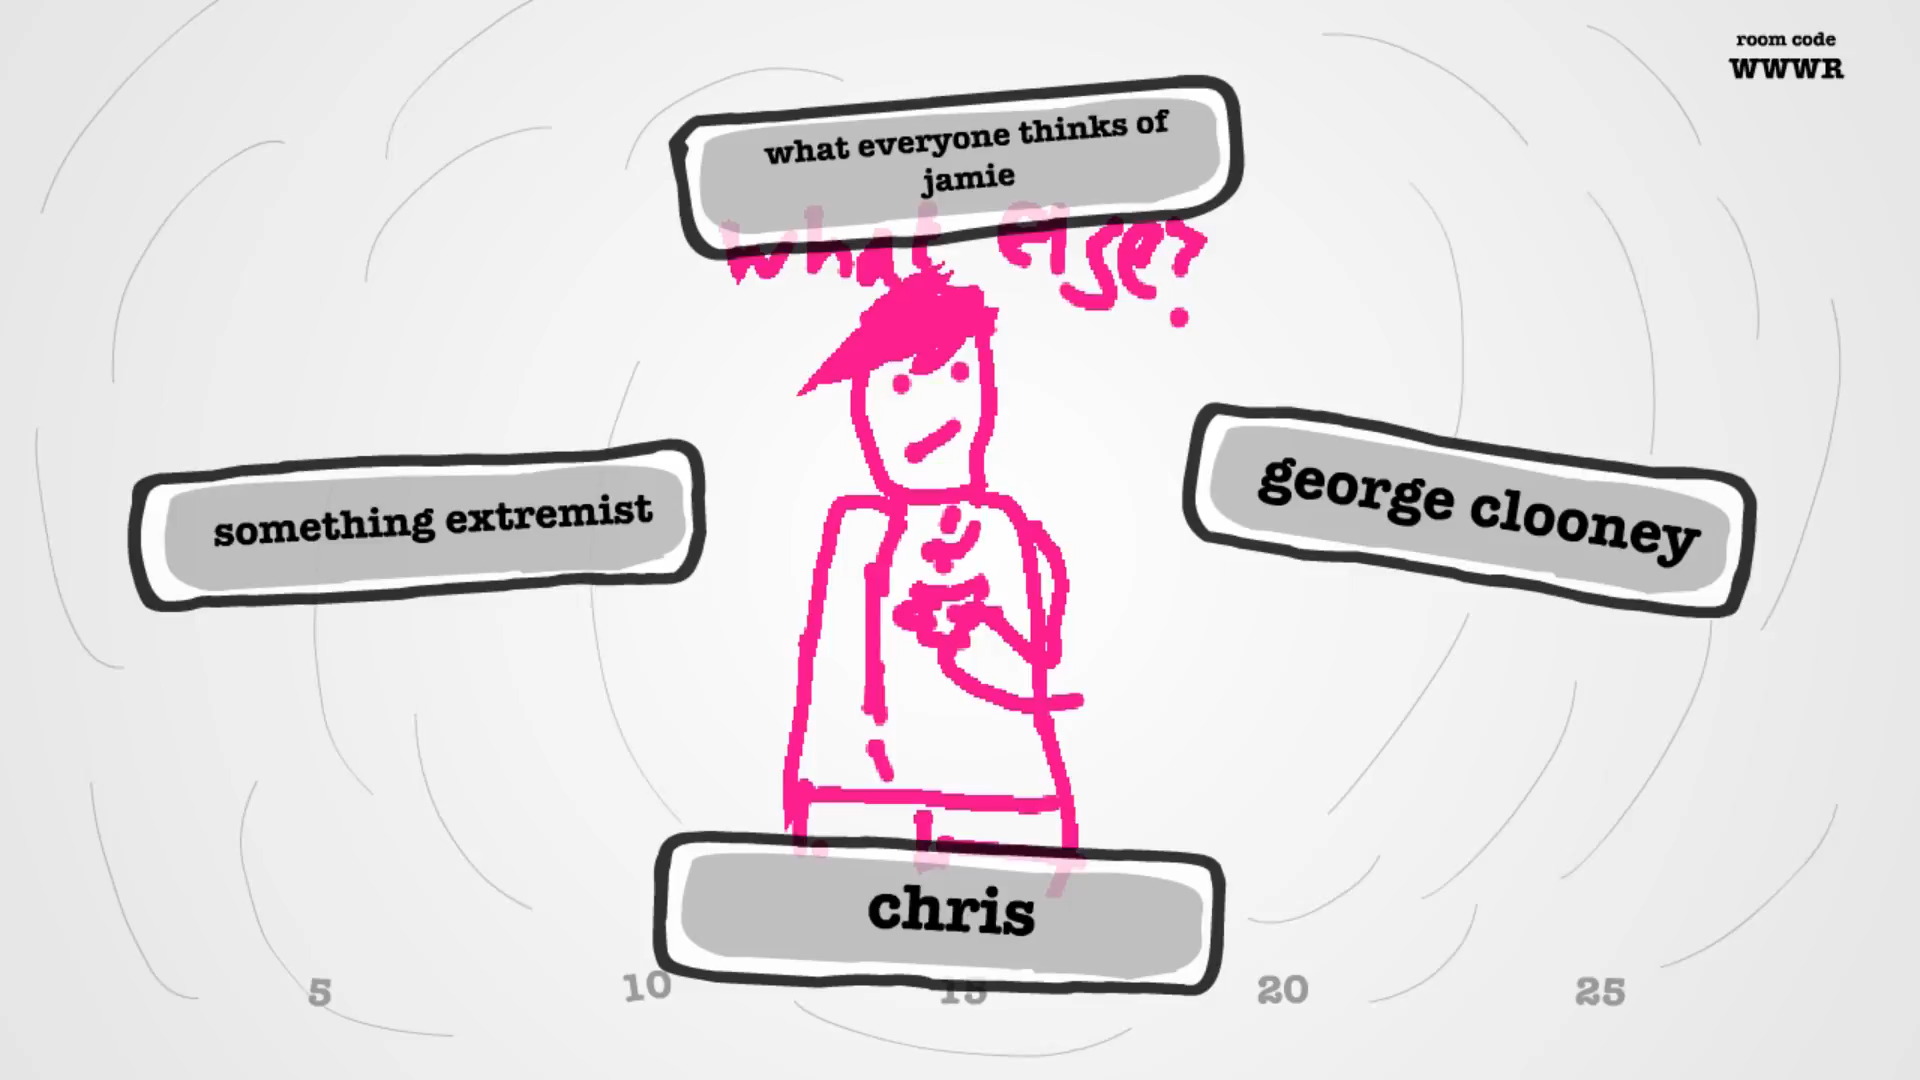 room code
WWWR
what everyone thinks of
jamie
what else?
something extremist
george clooney
chris
5
10
15
20
25